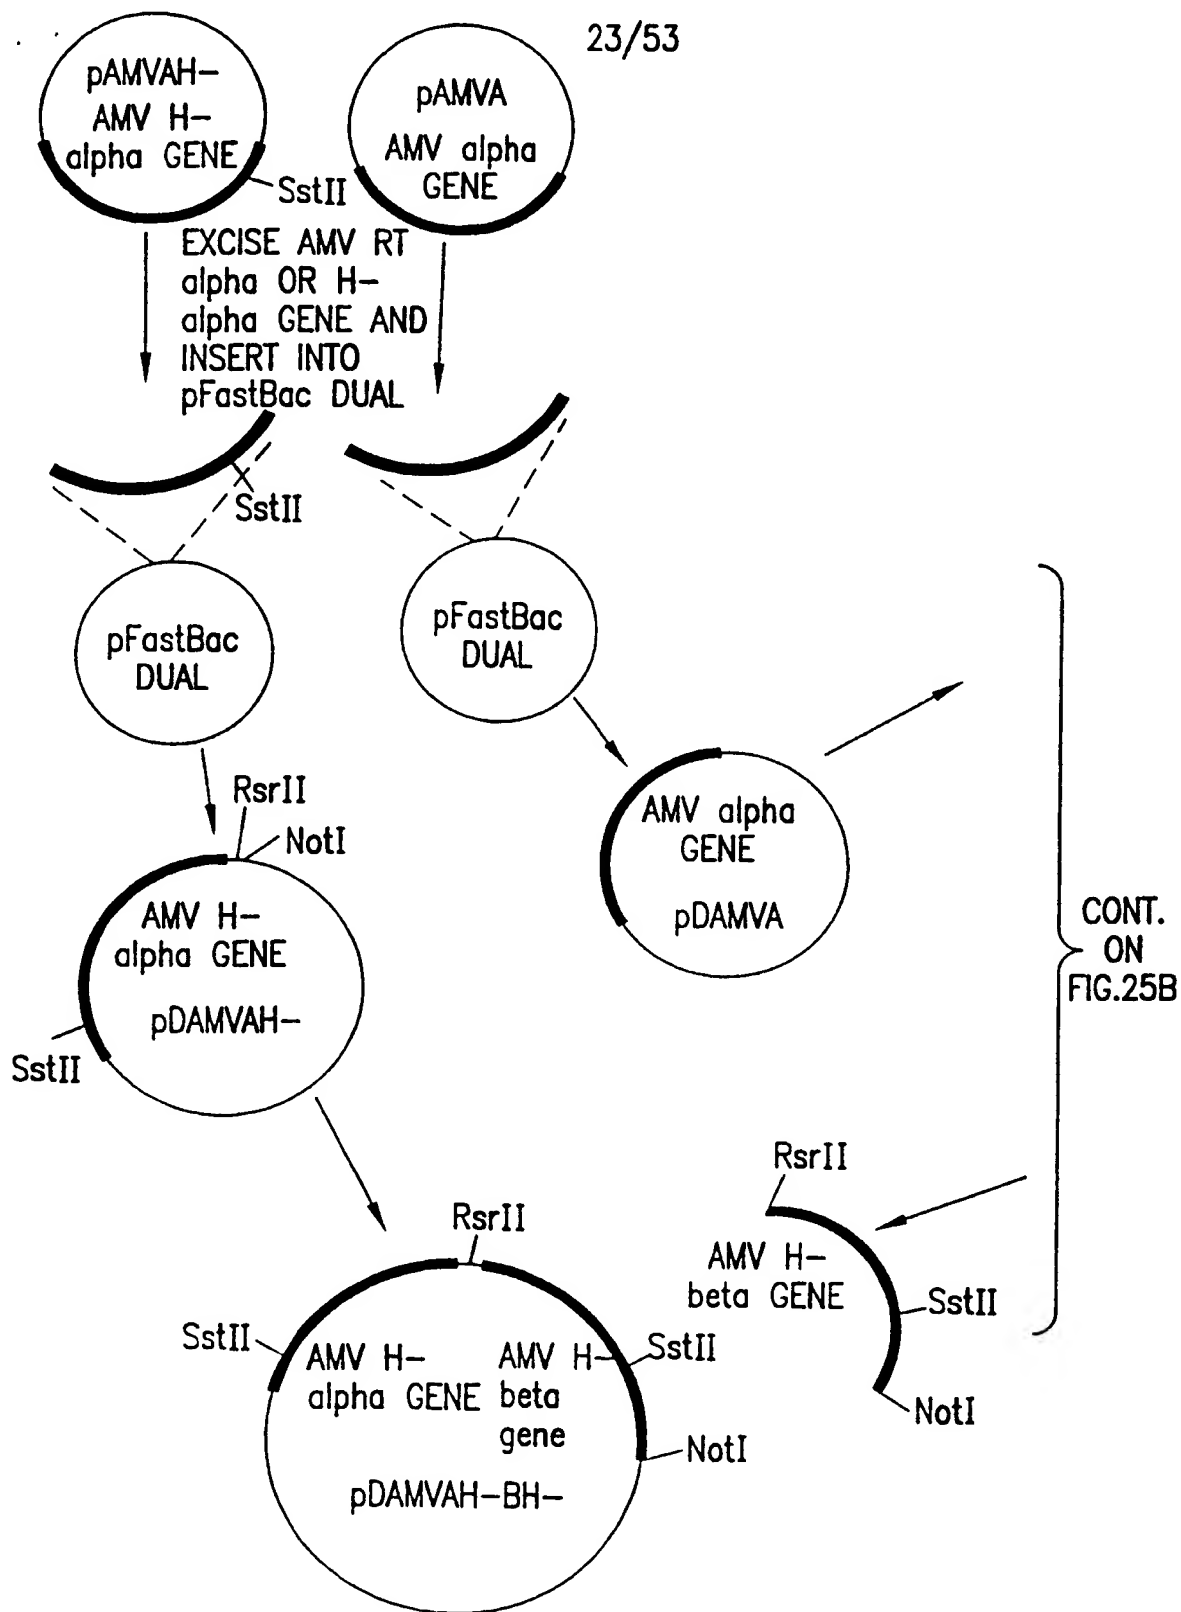 23/53
pAMVAH-
AMV H-
alpha GENE
SstII
pAMVA
AMV alpha
GENE
EXCISE AMV RT
alpha OR H-
alpha GENE AND
INSERT INTO
pFastBac DUAL
SstII
pFastBac
DUAL
pFastBac
DUAL
RsrII
NotI
AMV H-
alpha GENE
pDAMVAH-
SstII
AMV alpha
GENE
pDAMVA
CONT.
ON
FIG.25B
RsrII
AMV H-
beta GENE
SstII
NotI
RsrII
SstII
AMV H-
alpha GENE
AMV H-
beta
gene
SstII
NotI
pDAMVAH-BH-